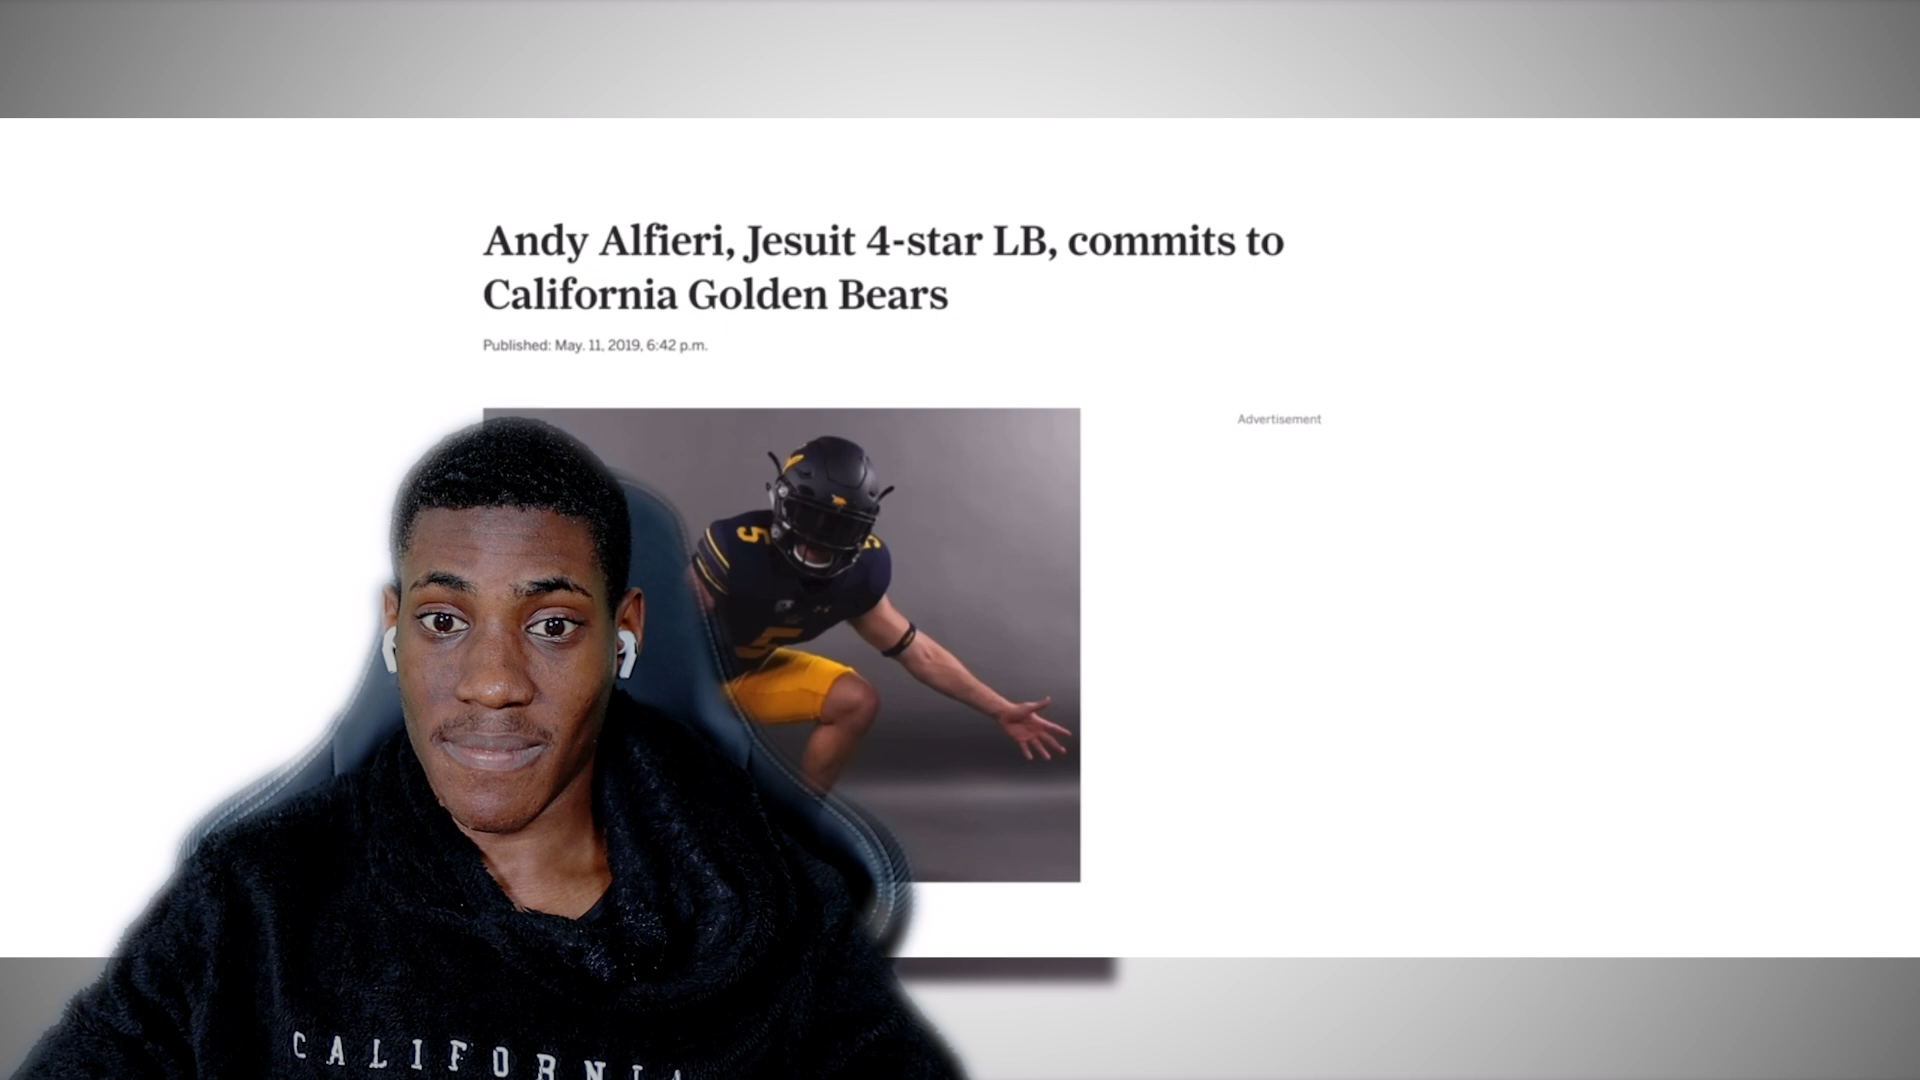 Andy Alfieri, Jesuit 4-star LB, commits to
California Golden Bears
Published: May. 11, 2019, 6:42 p.m.
Advertisement
5
5
CALIFORNIA